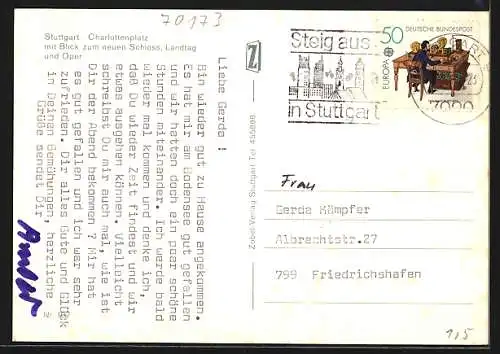 70173
Stuttgart Charlottenplatz
mit Blick zum neuen Schloss, Landtag
und Oper
Liebe Gerda !
Bin wieder gut zu Hause angekommen.
Es hat mir am Bodensee gut gefallen
und wir hatten doch ein paar schöne
Stunden miteinander. Ich werde bald
wieder mal kommen und denke ich,
daß Du wieder Zeit findest und wir
etwas ausgehen können. Vielleicht
schreibst Du mir auch mal, wie ist
Dir der Abend bekommen ? Mir hat
es gut gefallen und ich war sehr
zufrieden. Dir alles Gute und Glück
in Deinen Bemühungen, herzliche
Grüße sendet Dir
Z
Zobel-Verlag Stuttgart Tel.
Steig aus
in Stuttgart
50
DEUTSCHE BUNDESPOST
EUROPA
Frau
Gerda Kämpfer
Albrechtstr.27
799 Friedrichshafen
1,5